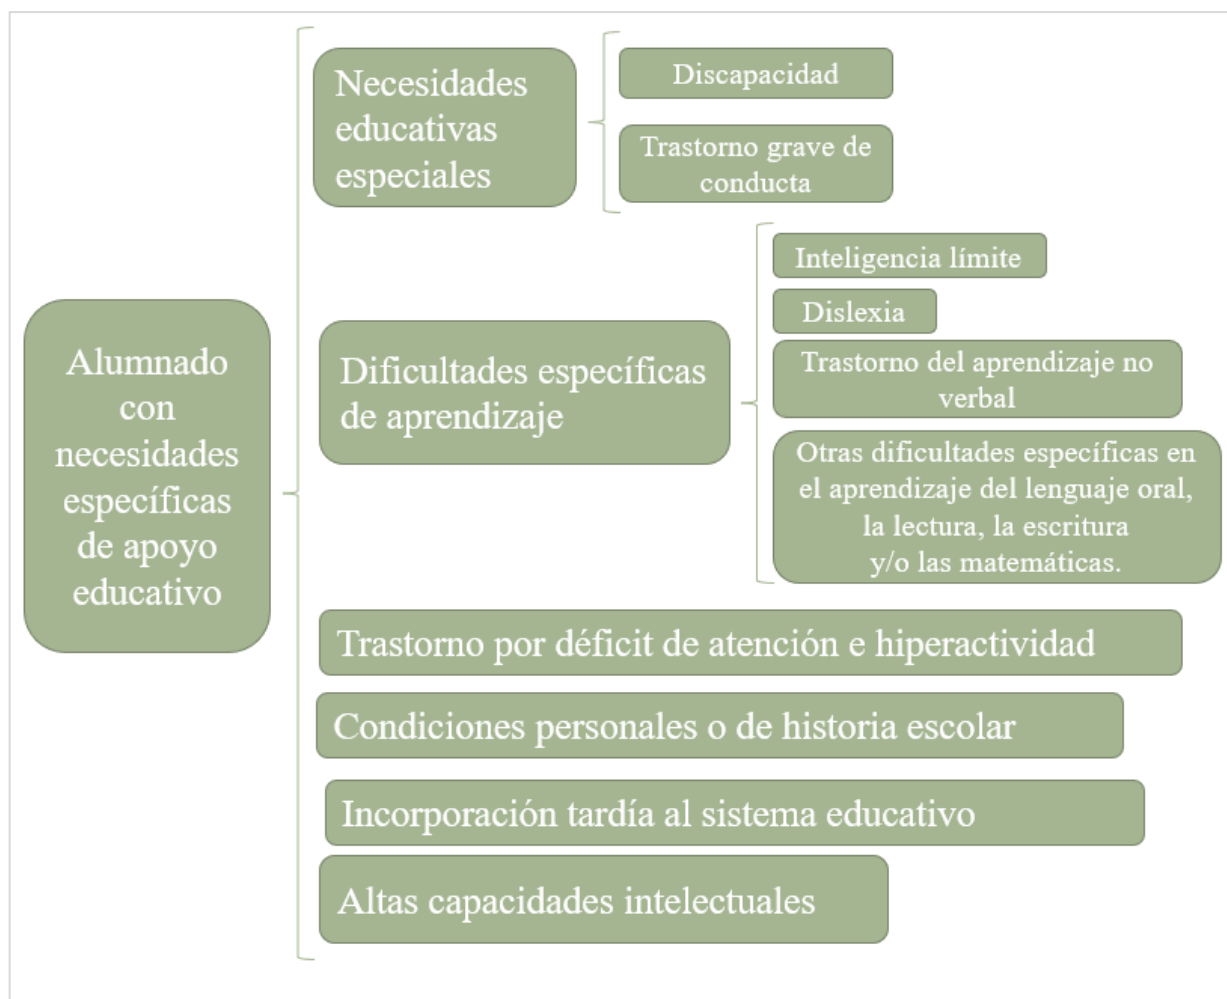 Alumnado
con
necesidades
específicas
de apoyo
educativo
Necesidades
educativas
especiales
Discapacidad
Trastorno grave de
conducta
Dificultades específicas
de aprendizaje
Inteligencia límite
Dislexia
Trastorno del aprendizaje no
verbal
Otras dificultades específicas en
el aprendizaje del lenguaje oral,
la lectura, la escritura
y/o las matemáticas.
Trastorno por déficit de atención e hiperactividad
Condiciones personales o de historia escolar
Incorporación tardía al sistema educativo
Altas capacidades intelectuales